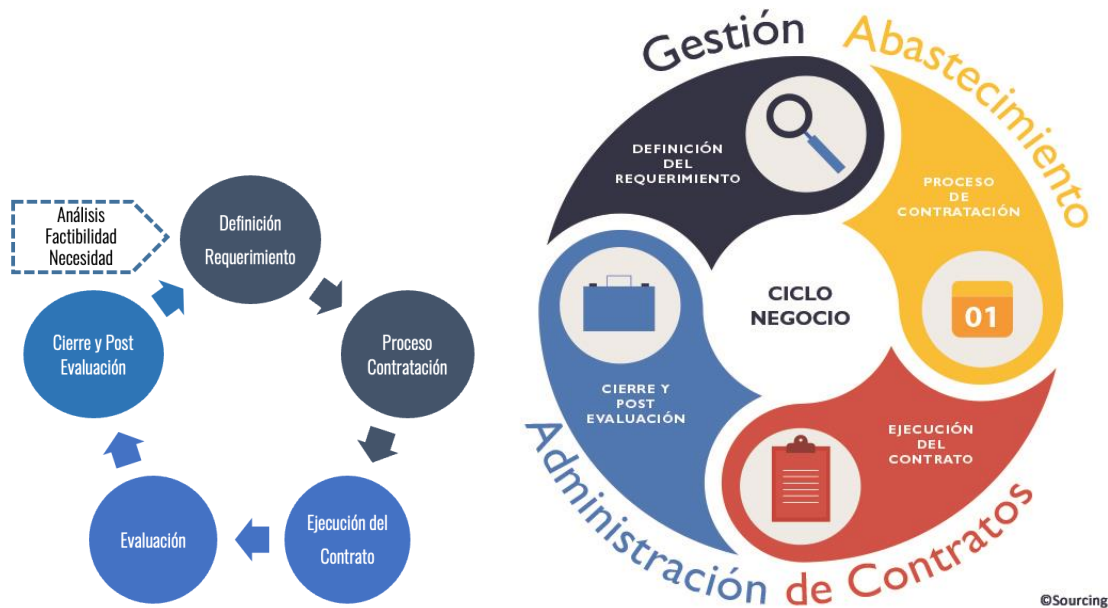 Análisis
Factibilidad
Necesidad
Definición
Requerimiento
Proceso
Contratación
Ejecución del
Contrato
Evaluación
Cierre y Post
Evaluación
Gestión
Abastecimiento
DEFINICIÓN
DEL
REQUERIMIENTO
PROCESO
DE
CONTRATACIÓN
01
CICLO
NEGOCIO
CIERRE Y
POST
EVALUACIÓN
EJECUCIÓN
DEL
CONTRATO
Administración de Contratos
©Sourcing